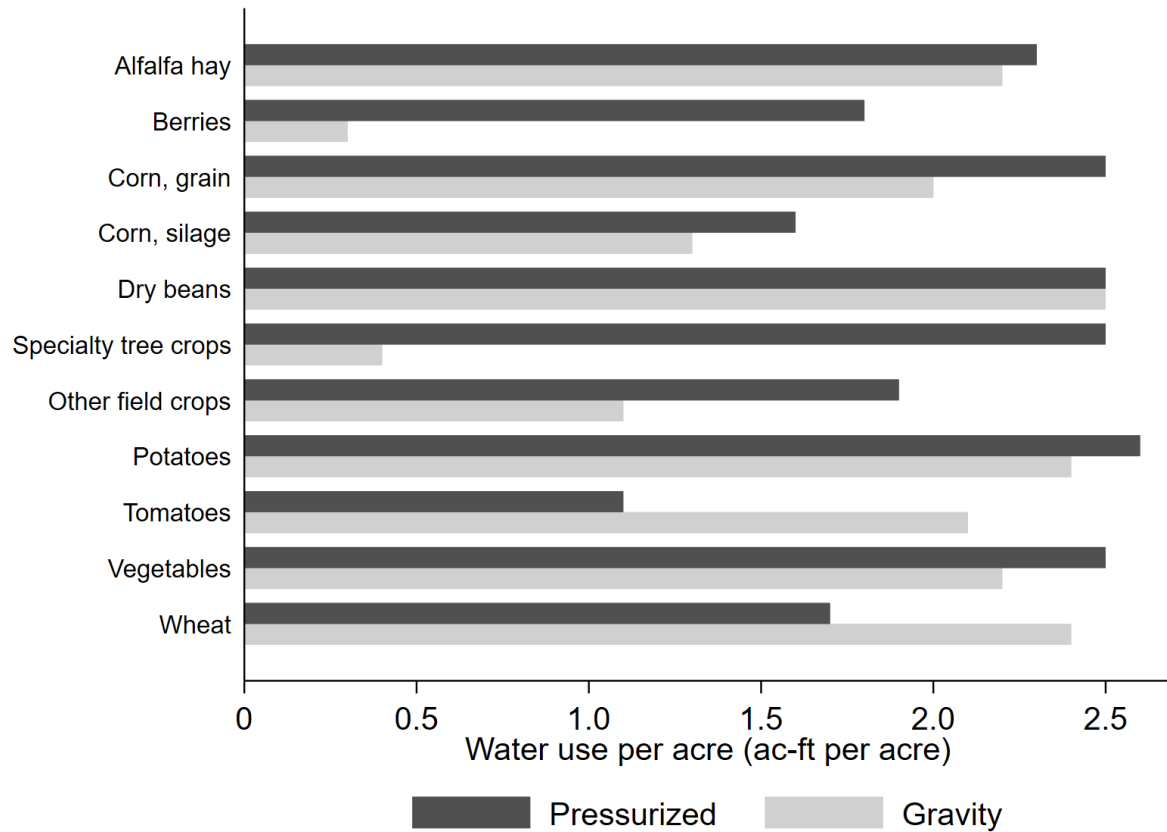 Alfalfa hay
Berries
Corn, grain
Corn, silage
Dry beans
Specialty tree crops
Other field crops
Potatoes
Tomatoes
Vegetables
Wheat
0 0.5 1.0 1.5 2.0 2.5
Water use per acre (ac-ft per acre)
Pressurized Gravity